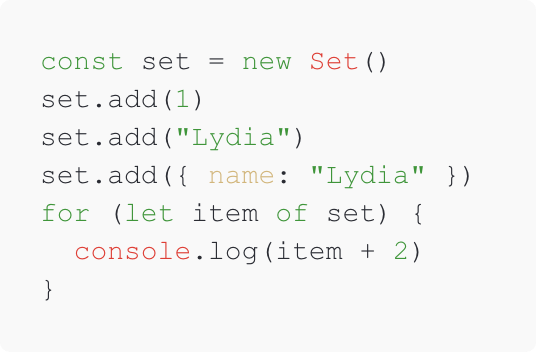 const set = new Set()
set.add(1)
set.add("Lydia")
set.add({ name: "Lydia" })
for (let item of set) {
  console.log(item + 2)
}